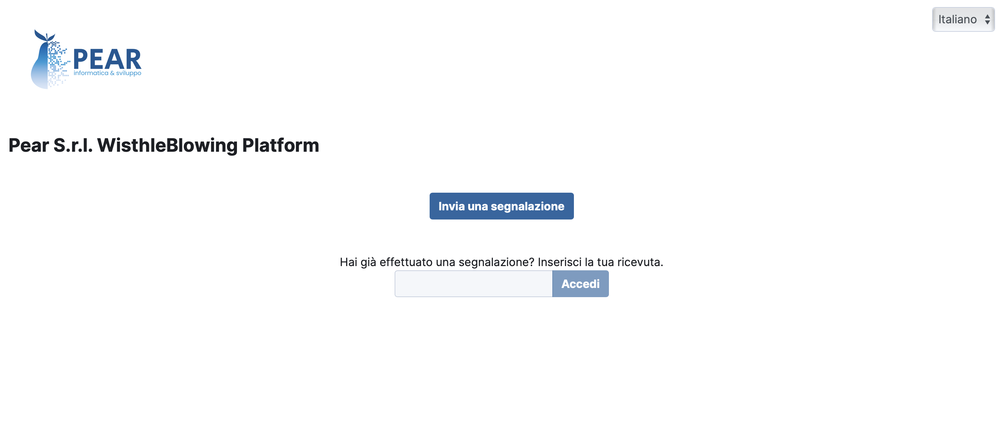 Italiano
PEAR
informatica & sviluppo
Pear S.r.l. WisthleBlowing Platform
Invia una segnalazione
Hai già effettuato una segnalazione? Inserisci la tua ricevuta.
Accedi